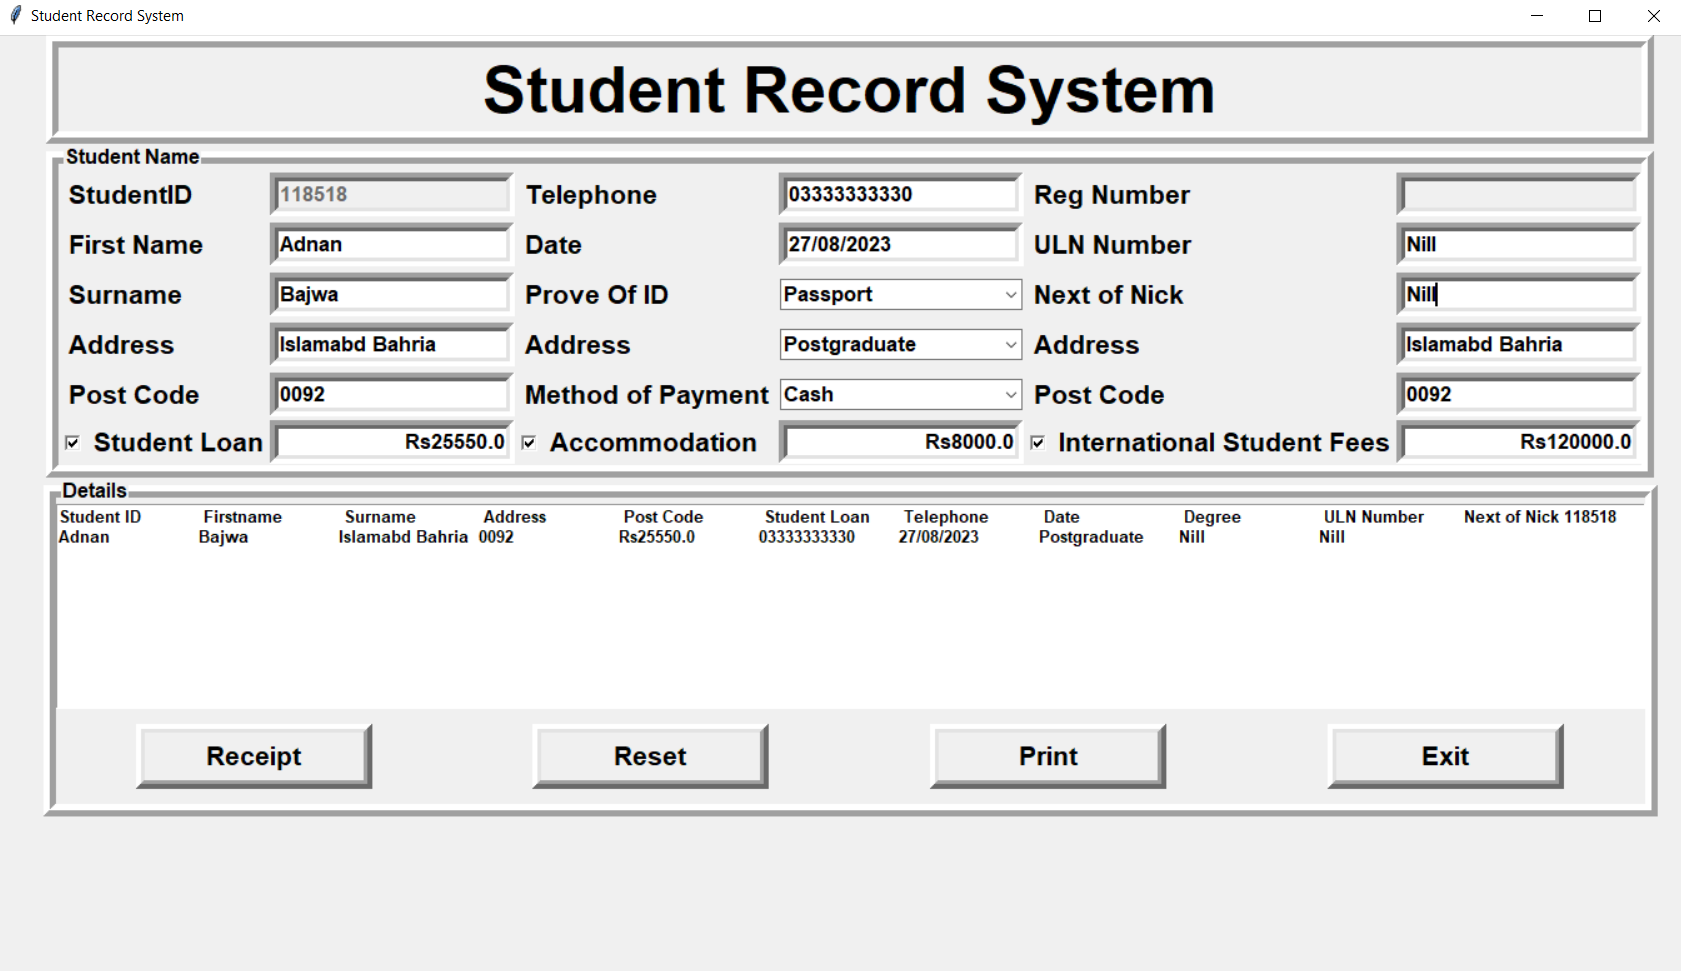 Student Record System
Student Record System
Student Name
StudentID 118518 Telephone 03333333330 Reg Number
First Name Adnan Date 27/08/2023 ULN Number Nill
Surname Bajwa Prove Of ID Passport Next of Nick Nill
Address Islamabd Bahria Address Postgraduate Address Islamabd Bahria
Post Code 0092 Method of Payment Cash Post Code 0092
Student Loan Rs25550.0 Accommodation Rs8000.0 International Student Fees Rs120000.0
Details
Student ID Firstname Surname Address Post Code Student Loan Telephone Date Degree ULN Number Next of Nick 118518
Adnan Bajwa Islamabd Bahria 0092 Rs25550.0 03333333330 27/08/2023 Postgraduate Nill Nill
Receipt Reset Print Exit